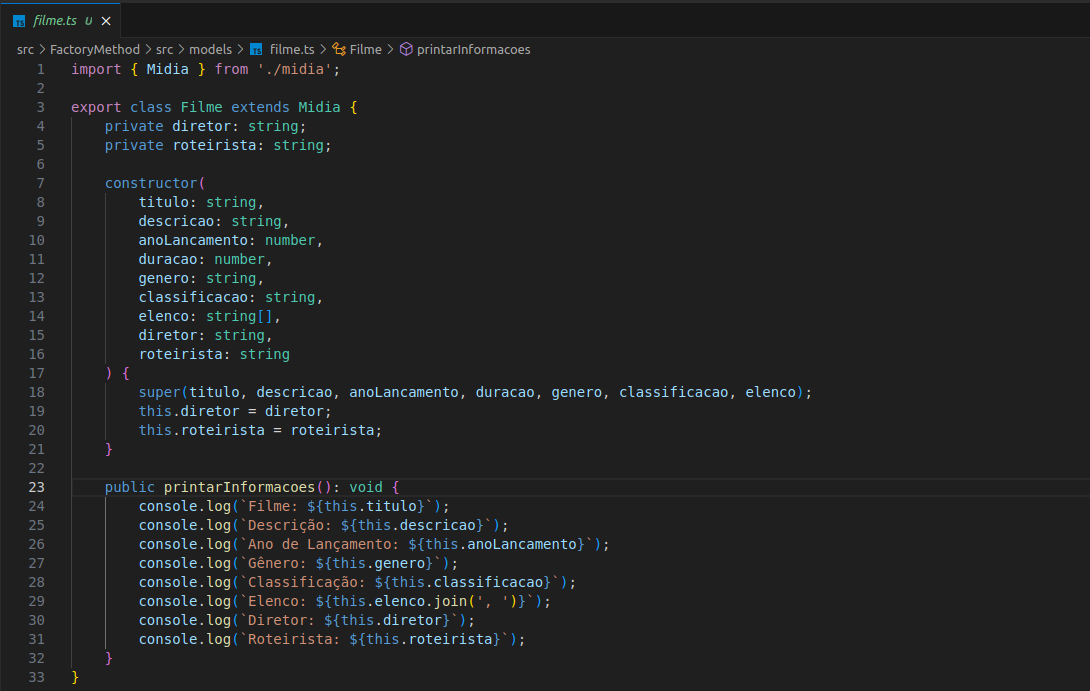 TS filme.ts U ×
src > FactoryMethod > src > models > TS filme.ts > Filme > printarInformacoes
1 import { Midia } from './midia';
2
3 export class Filme extends Midia {
4     private diretor: string;
5     private roteirista: string;
6
7     constructor(
8         titulo: string,
9         descricao: string,
10         anoLancamento: number,
11         duracao: number,
12         genero: string,
13         classificacao: string,
14         elenco: string[],
15         diretor: string,
16         roteirista: string
17     ) {
18         super(titulo, descricao, anoLancamento, duracao, genero, classificacao, elenco);
19         this.diretor = diretor;
20         this.roteirista = roteirista;
21     }
22
23     public printarInformacoes(): void {
24         console.log(`Filme: ${this.titulo}`);
25         console.log(`Descrição: ${this.descricao}`);
26         console.log(`Ano de Lançamento: ${this.anoLancamento}`);
27         console.log(`Gênero: ${this.genero}`);
28         console.log(`Classificação: ${this.classificacao}`);
29         console.log(`Elenco: ${this.elenco.join(', ')}`);
30         console.log(`Diretor: ${this.diretor}`);
31         console.log(`Roteirista: ${this.roteirista}`);
32     }
33 }